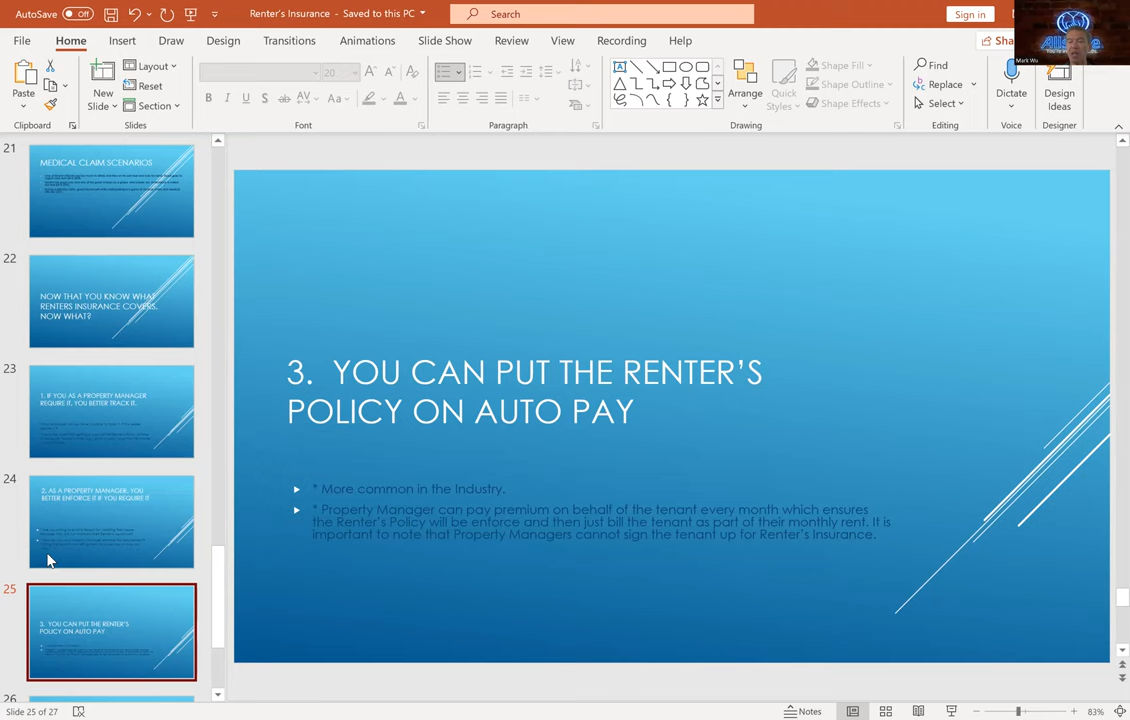 AutoSave Off Renter's Insurance - Saved to this PC Search Sign in
File Home Insert Draw Design Slide Show Transitions Animations Review View Recording Help Sha
Mark Wu
Paste New Slide Layout Reset Section 20 B I U S ab AV Aa A Arrange Quick Styles Shape Fill Shape Outline Shape Effects Find Replace Select Dictate Design Ideas
Clipboard Slides Font Paragraph Drawing Editing Voice Designer
21
MEDICAL CLAIM SCENARIOS
22
NOW THAT YOU KNOW WHAT
RENTERS INSURANCE COVERS.
NOW WHAT?
23
1. IF YOU AS A PROPERTY MANAGER
REQUIRE IT, YOU BETTER TRACK IT.
24
2. AS A PROPERTY MANAGER, YOU
BETTER ENFORCE IT IF YOU REQUIRE IT
25
3. YOU CAN PUT THE RENTER'S
POLICY ON AUTO PAY
26
3. YOU CAN PUT THE RENTER'S
POLICY ON AUTO PAY
* More common in the Industry.
* Property Manager can pay premium on behalf of the tenant every month which ensures
the Renter's Policy will be enforce and then just bill the tenant as part of their monthly rent. It is
important to note that Property Managers cannot sign the tenant up for Renter's Insurance.
Slide 25 of 27 Notes 83%